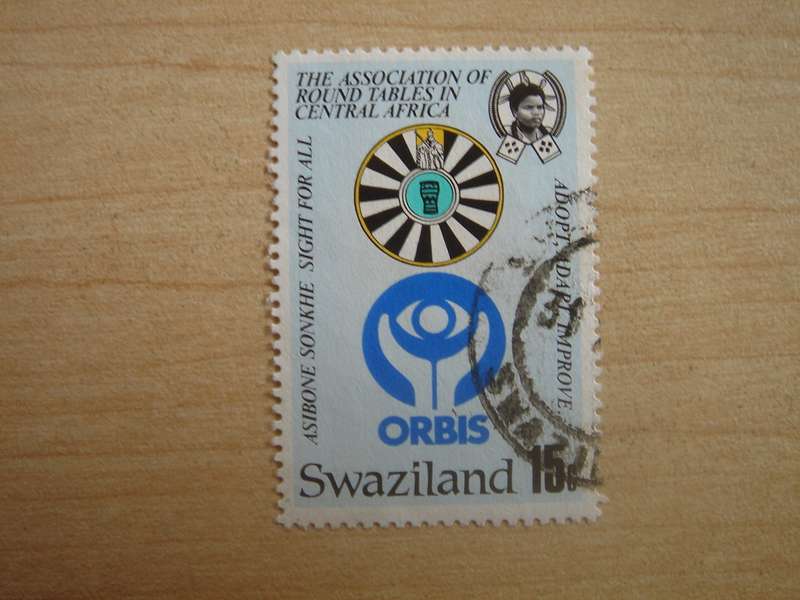 THE ASSOCIATION OF
ROUND TABLES IN
CENTRAL AFRICA
ASIBONE SONKHE SIGHT FOR ALL
ADOPT, ADAPT, IMPROVE
ORBIS
Swaziland 15c